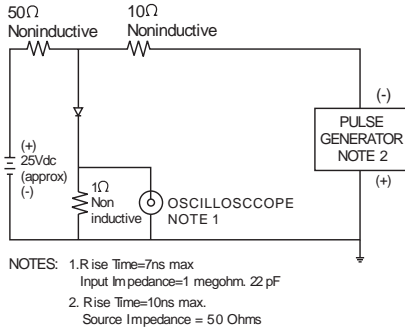 50Ω
Noninductive
10Ω
Noninductive
(+)
25Vdc
(approx)
(-)
1Ω
Non
inductive
OSCILLOSCCOPE
NOTE 1
(-)
PULSE
GENERATOR
NOTE 2
(+)
NOTES: 1.Rise Time=7ns max
Input Impedance=1 megohm. 22 pF
2. Rise Time=10ns max.
Source Impedance = 50 Ohms